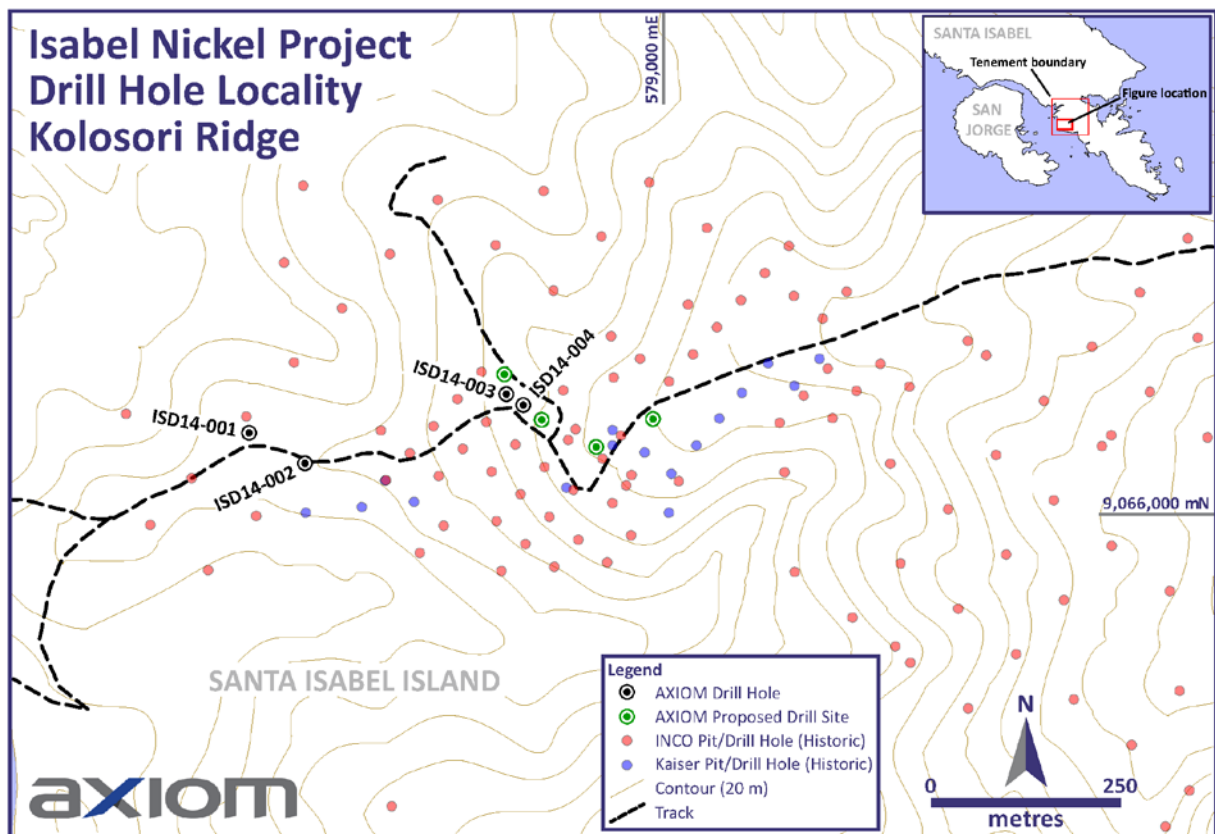 Isabel Nickel Project
Drill Hole Locality
Kolosori Ridge
579,000 mE
SANTA ISABEL
Tenement boundary
Figure location
SAN
JORGE
ISD14-004
ISD14-003
ISD14-001
ISD14-002
9,066,000 mN
SANTA ISABEL ISLAND
Legend
AXIOM Drill Hole
AXIOM Proposed Drill Site
INCO Pit/Drill Hole (Historic)
Kaiser Pit/Drill Hole (Historic)
Contour (20 m)
Track
N
0 250
metres
axiom